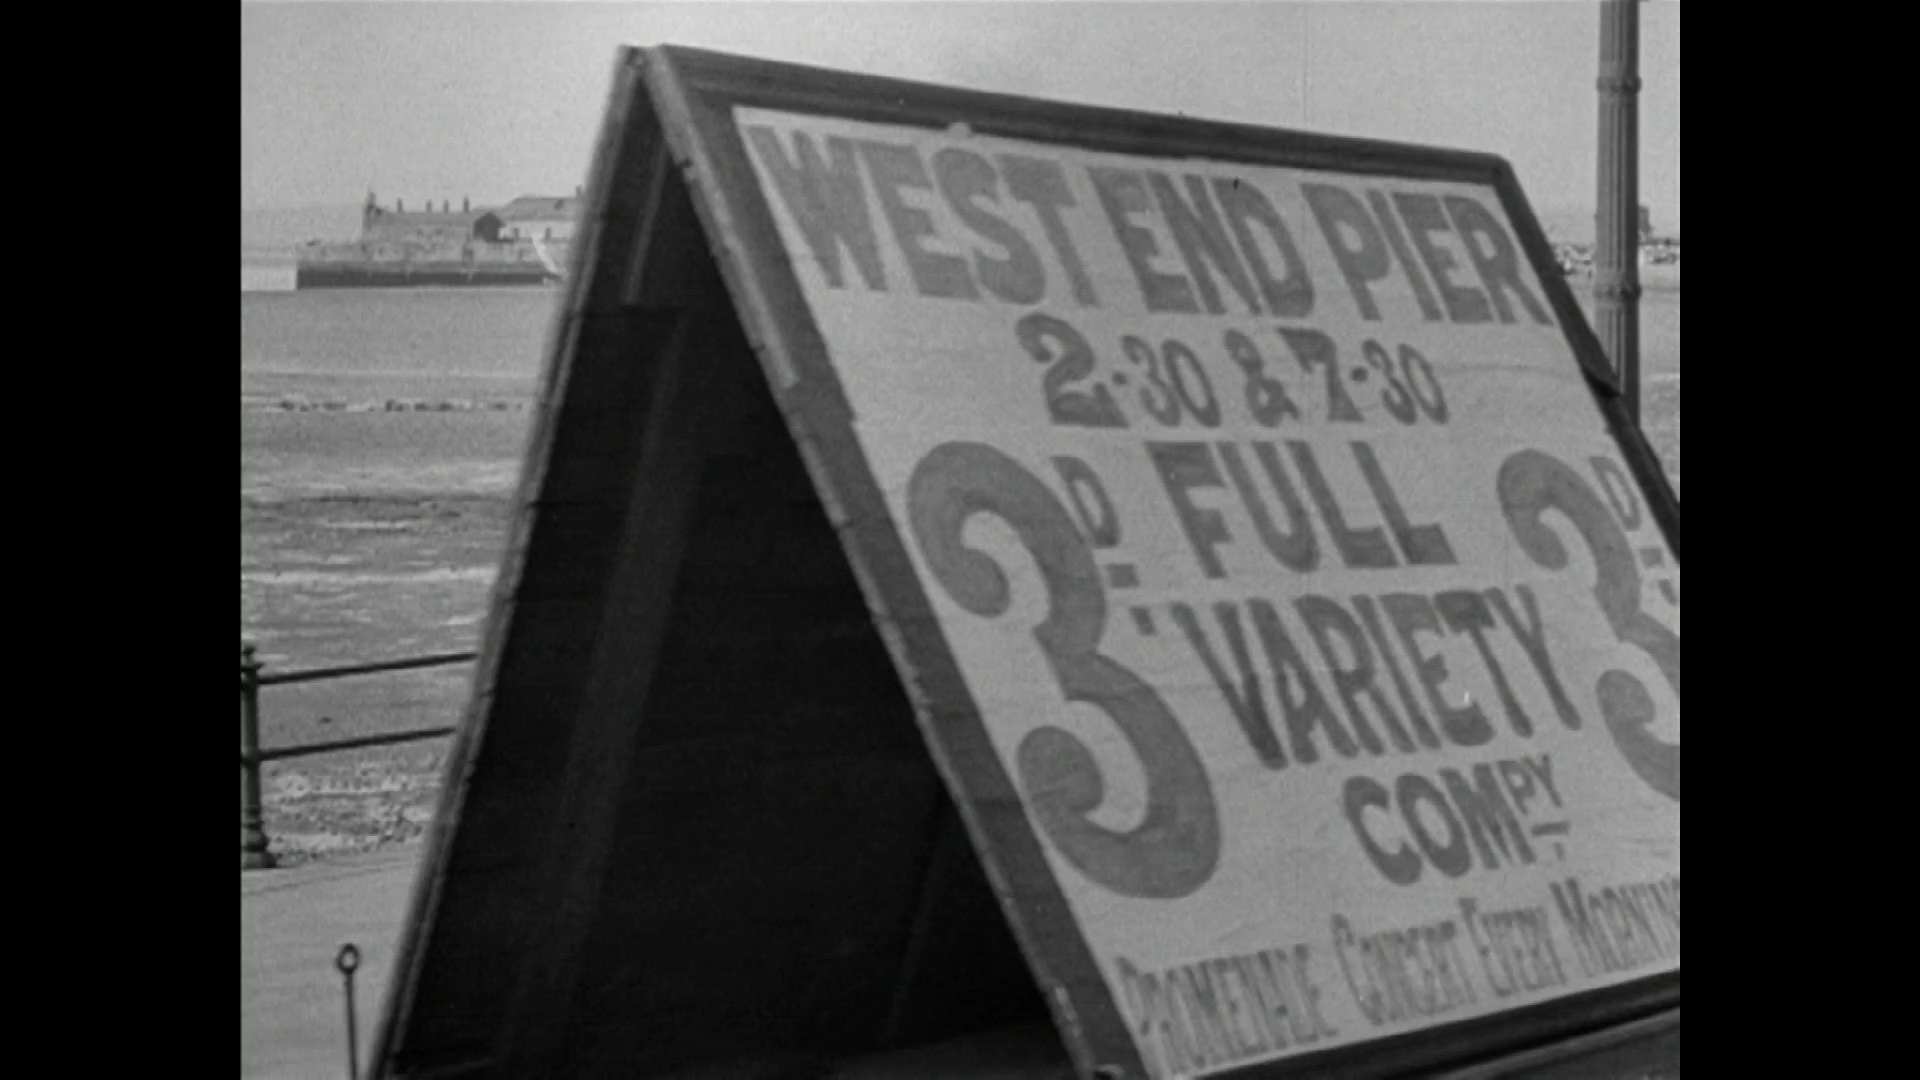 WEST END PIER
2-30 & 7-30
3D FULL 3D
VARIETY
COMPY
PROMENADE CONCERT EVERY MORNING